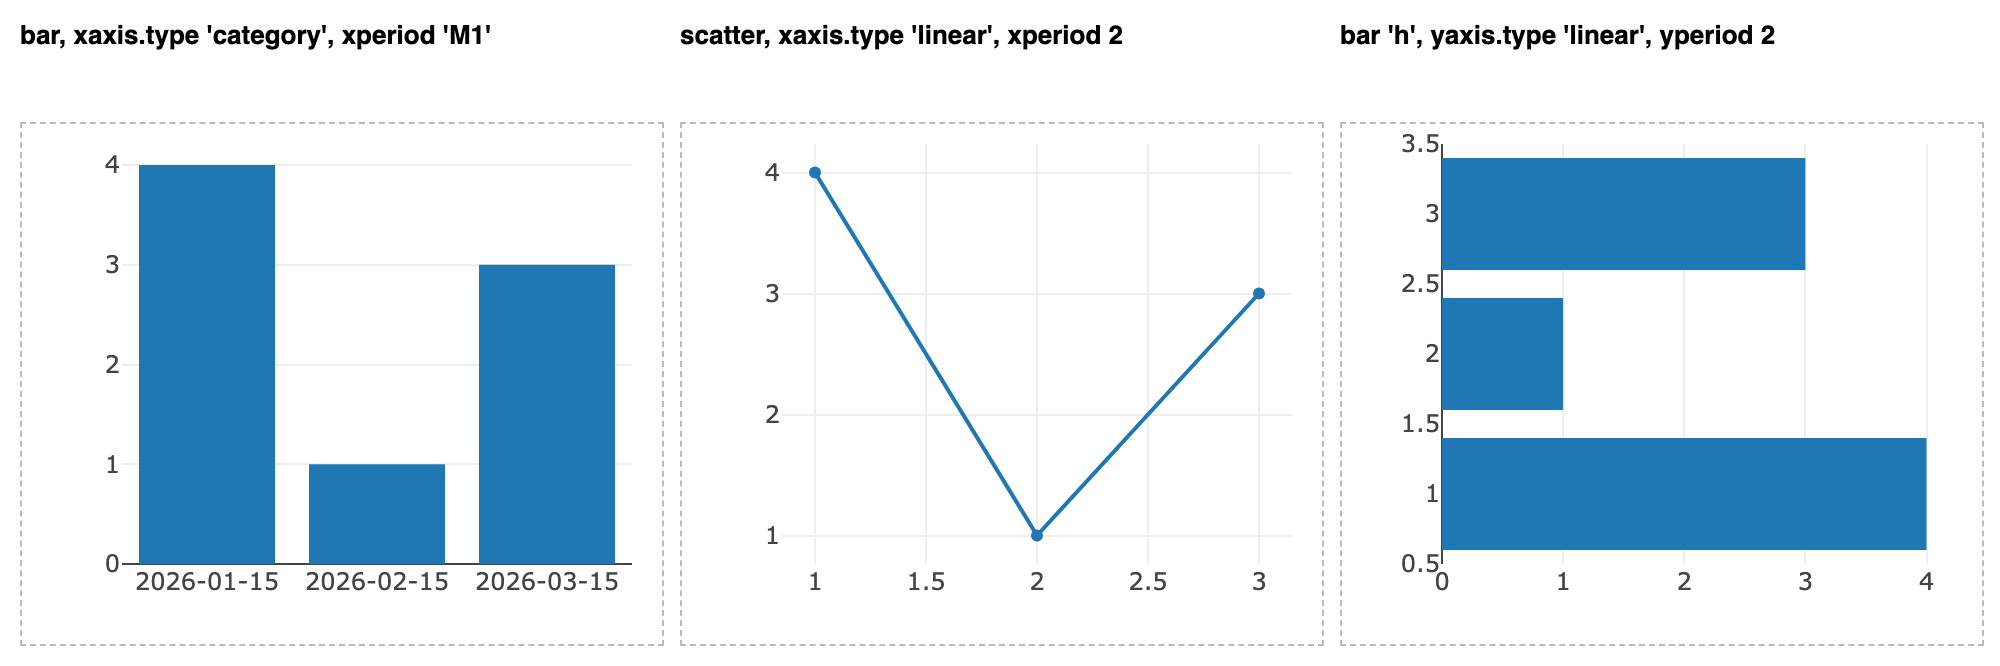 bar, xaxis.type 'category', xperiod 'M1'
4
3
2
1
0
2026-01-15 2026-02-15 2026-03-15
scatter, xaxis.type 'linear', xperiod 2
4
3
2
1
1 1.5 2 2.5 3
bar 'h', yaxis.type 'linear', yperiod 2
3.5
3
2.5
2
1.5
1
0.5
0 1 2 3 4